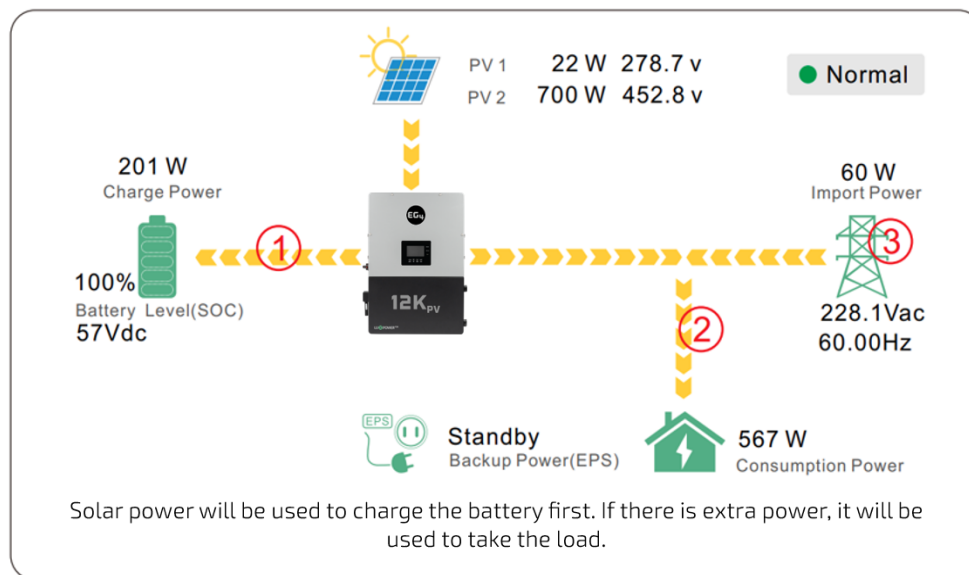 PV 1 22 W 278.7 v
PV 2 700 W 452.8 v
Normal
201 W
Charge Power
60 W
Import Power
EG4
1
3
100%
Battery Level(SOC)
57Vdc
12KPV
2
228.1Vac
60.00Hz
EPS
Standby
Backup Power(EPS)
567 W
Consumption Power
Solar power will be used to charge the battery first. If there is extra power, it will be
used to take the load.